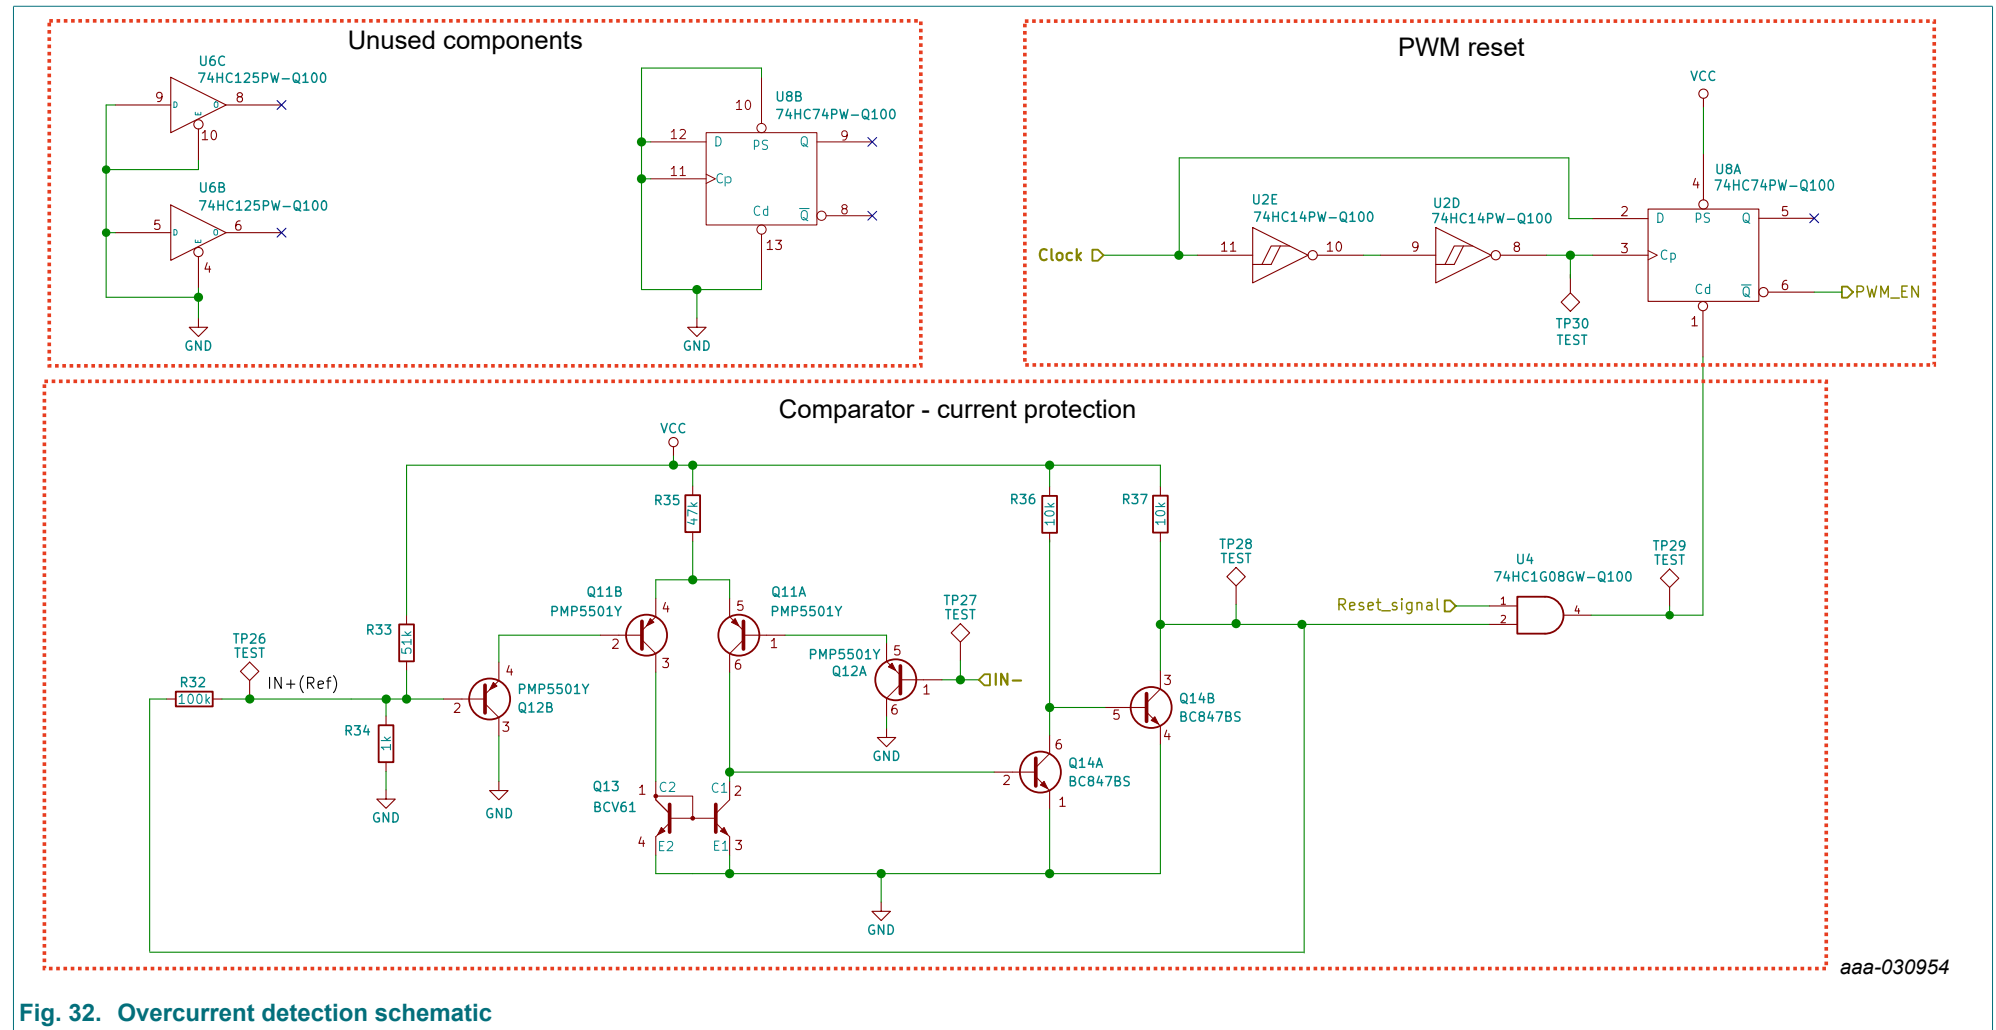 Unused components
U6C
74HC125PW-Q100
9
D
O
8
E
10
U6B
74HC125PW-Q100
5
D
O
6
E
4
GND
10
U8B
74HC74PW-Q100
12
D
PS
Q
9
11
Cp
Cd
Q
8
13
GND
PWM reset
VCC
U8A
74HC74PW-Q100
4
U2E
74HC14PW-Q100
U2D
74HC14PW-Q100
2
D
PS
Q
5
Clock
11
10
9
8
3
Cp
Cd
Q
6
PWM_EN
1
TP30
TEST
Comparator - current protection
VCC
R35
47k
R36
10k
R37
10k
TP28
TEST
U4
74HC1G08GW-Q100
TP29
TEST
Q11B
PMP5501Y
4
2
3
Q11A
PMP5501Y
5
1
6
TP27
TEST
Reset_signal
1
2
4
R33
51k
TP26
TEST
IN+(Ref)
R32
100k
R34
1k
GND
4
PMP5501Y
Q12B
2
3
GND
PMP5501Y
Q12A
5
1
6
IN-
GND
3
Q14B
BC847BS
5
4
6
Q14A
BC847BS
2
1
Q13
BCV61
1
C2
C1
2
4
E2
E1
3
GND
aaa-030954
Fig. 32. Overcurrent detection schematic